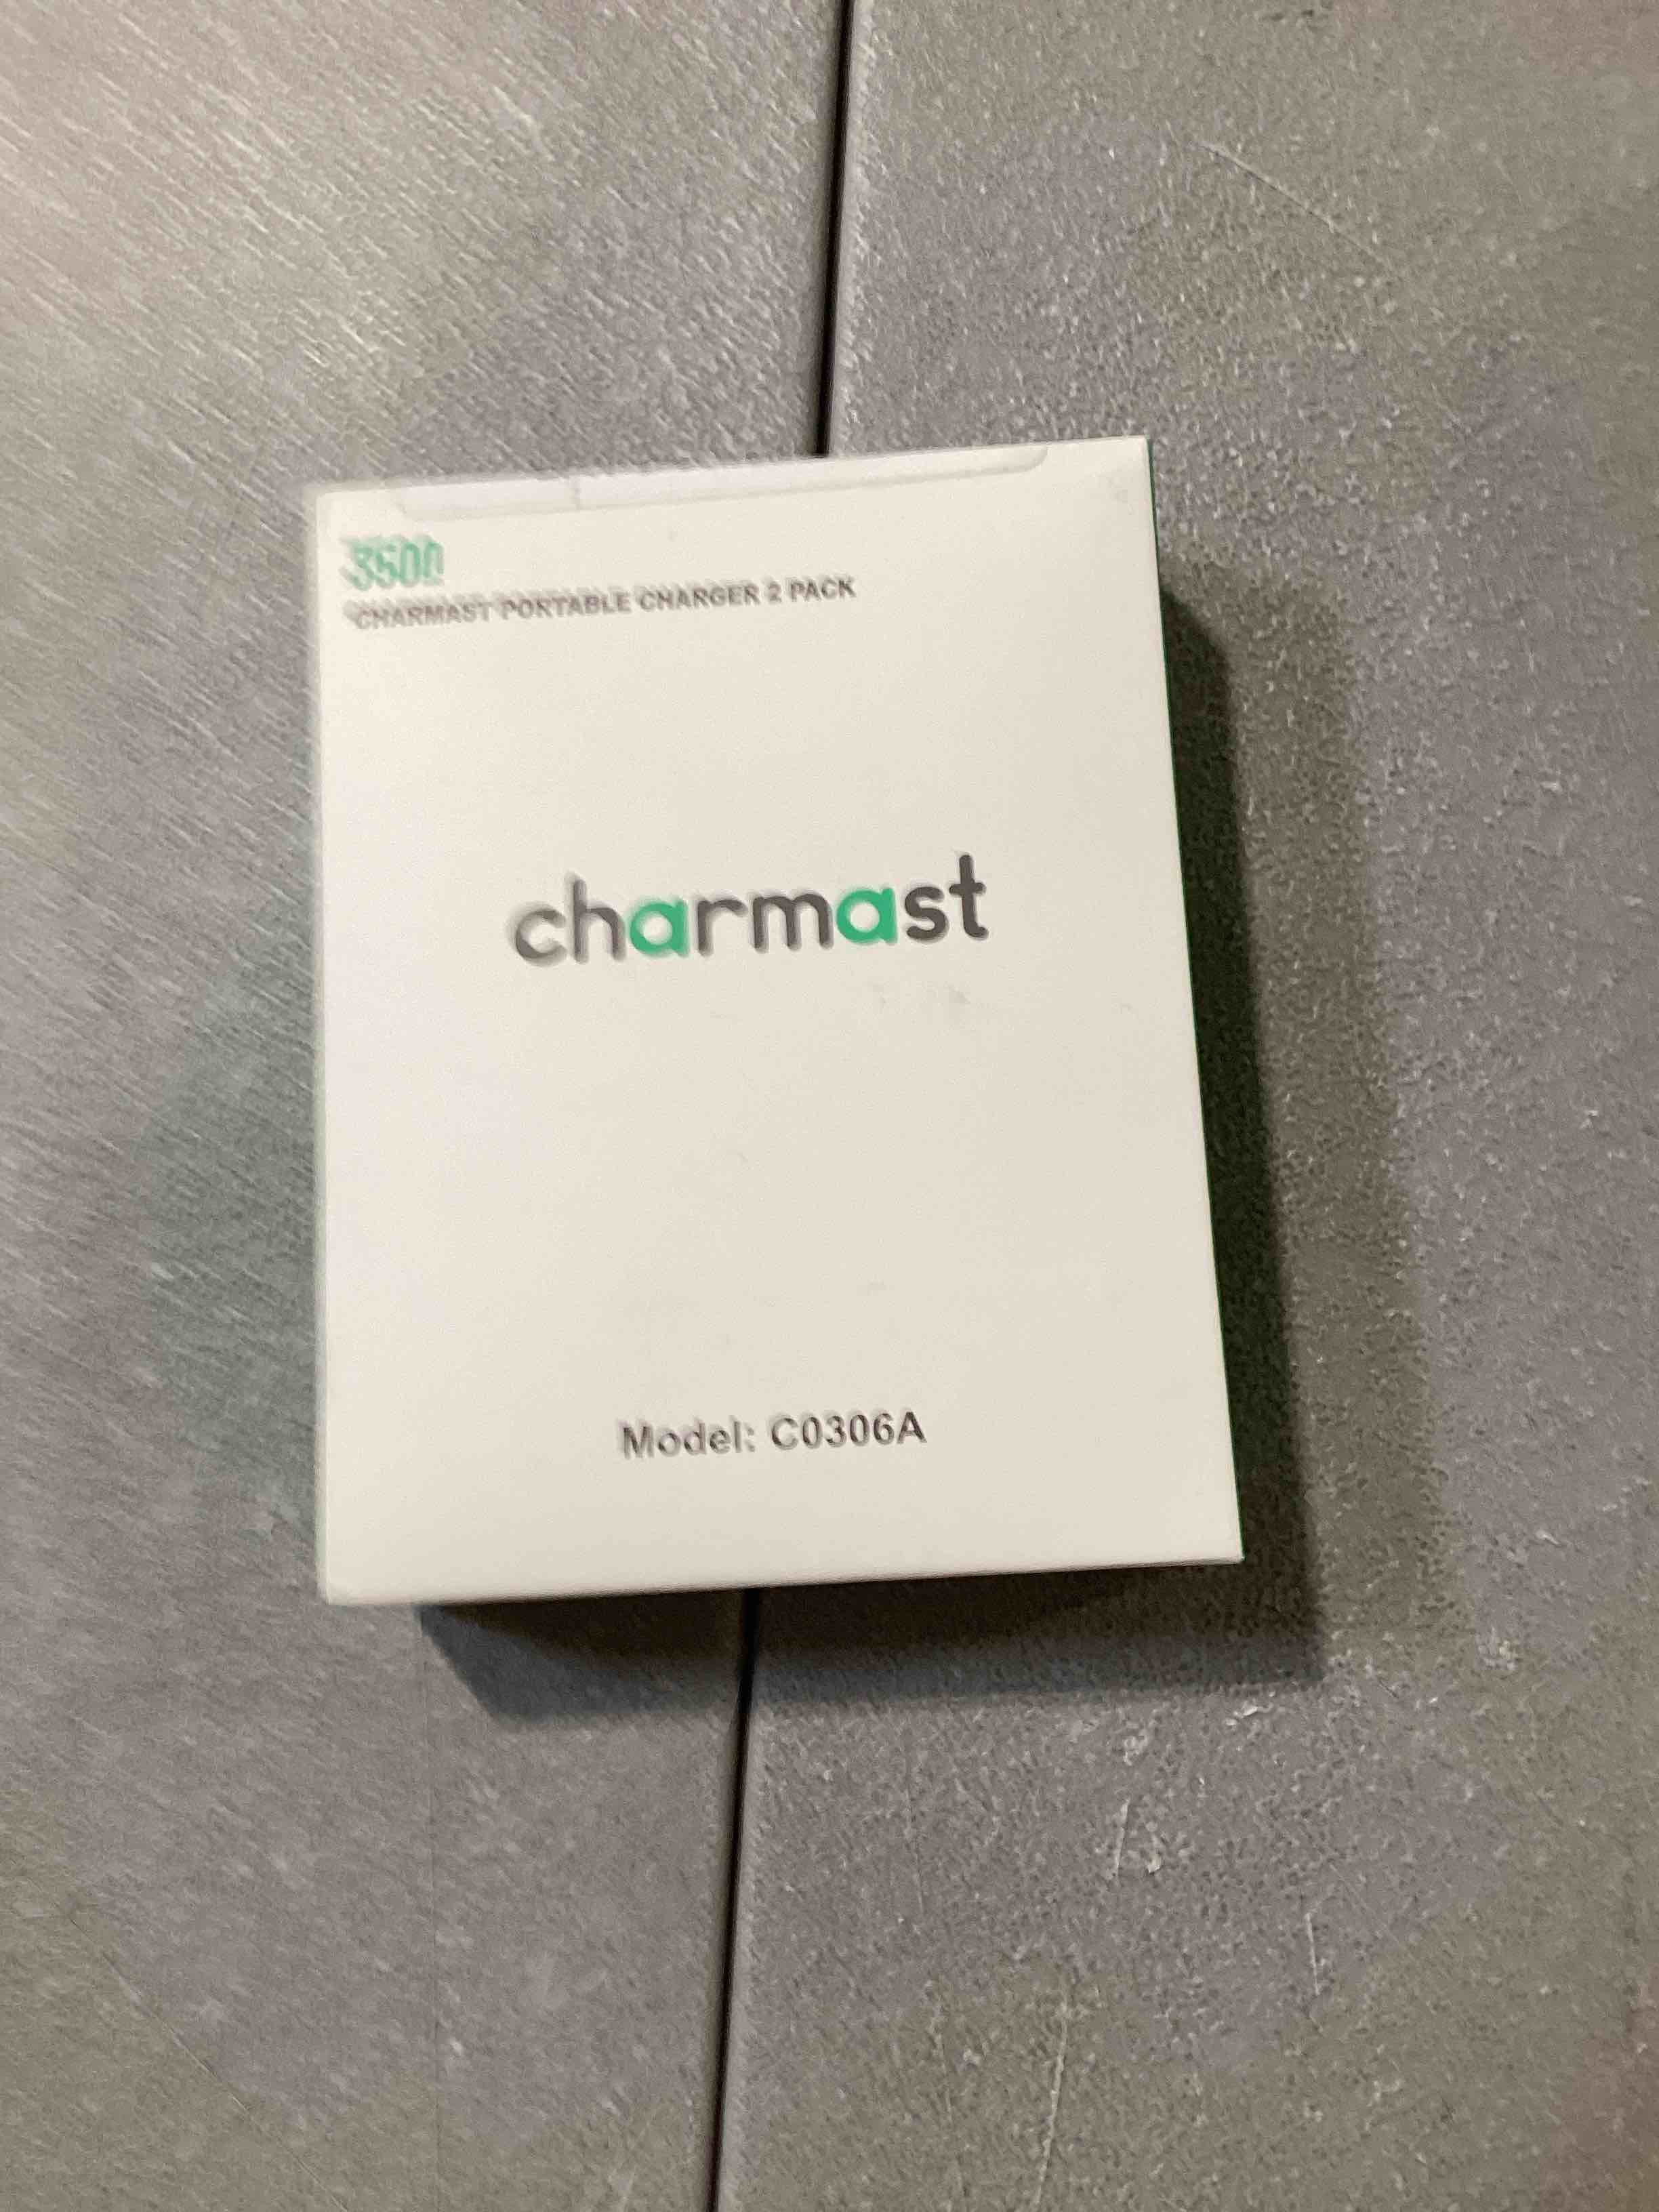 3500
CHARMAST PORTABLE CHARGER 2 PACK
charmast
Model: C0306A